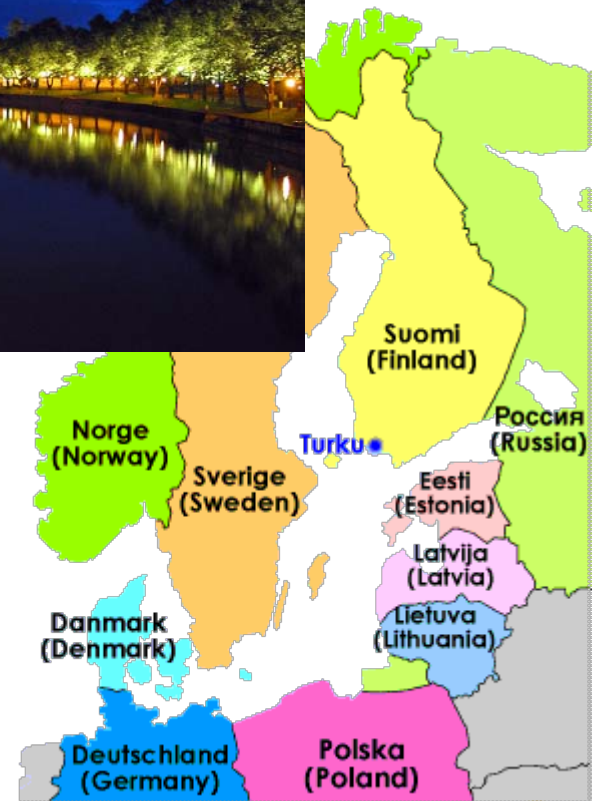 Suomi
(Finland)
Россия
(Russia)
Norge
(Norway)
Turku
Sverige
(Sweden)
Eesti
(Estonia)
Latvija
(Latvia)
Lietuva
(Lithuania)
Danmark
(Denmark)
Deutschland
(Germany)
Polska
(Poland)